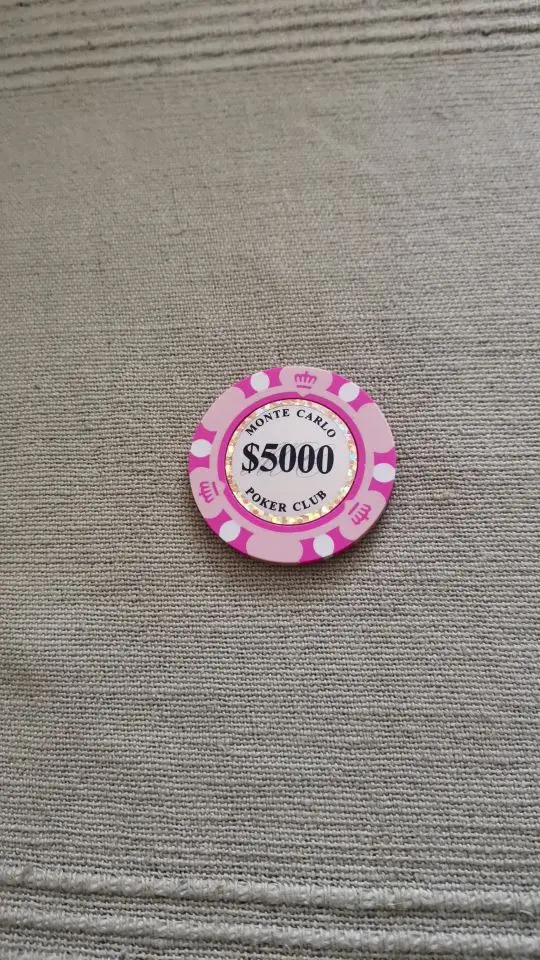 MONTE CARLO
$5000
POKER CLUB